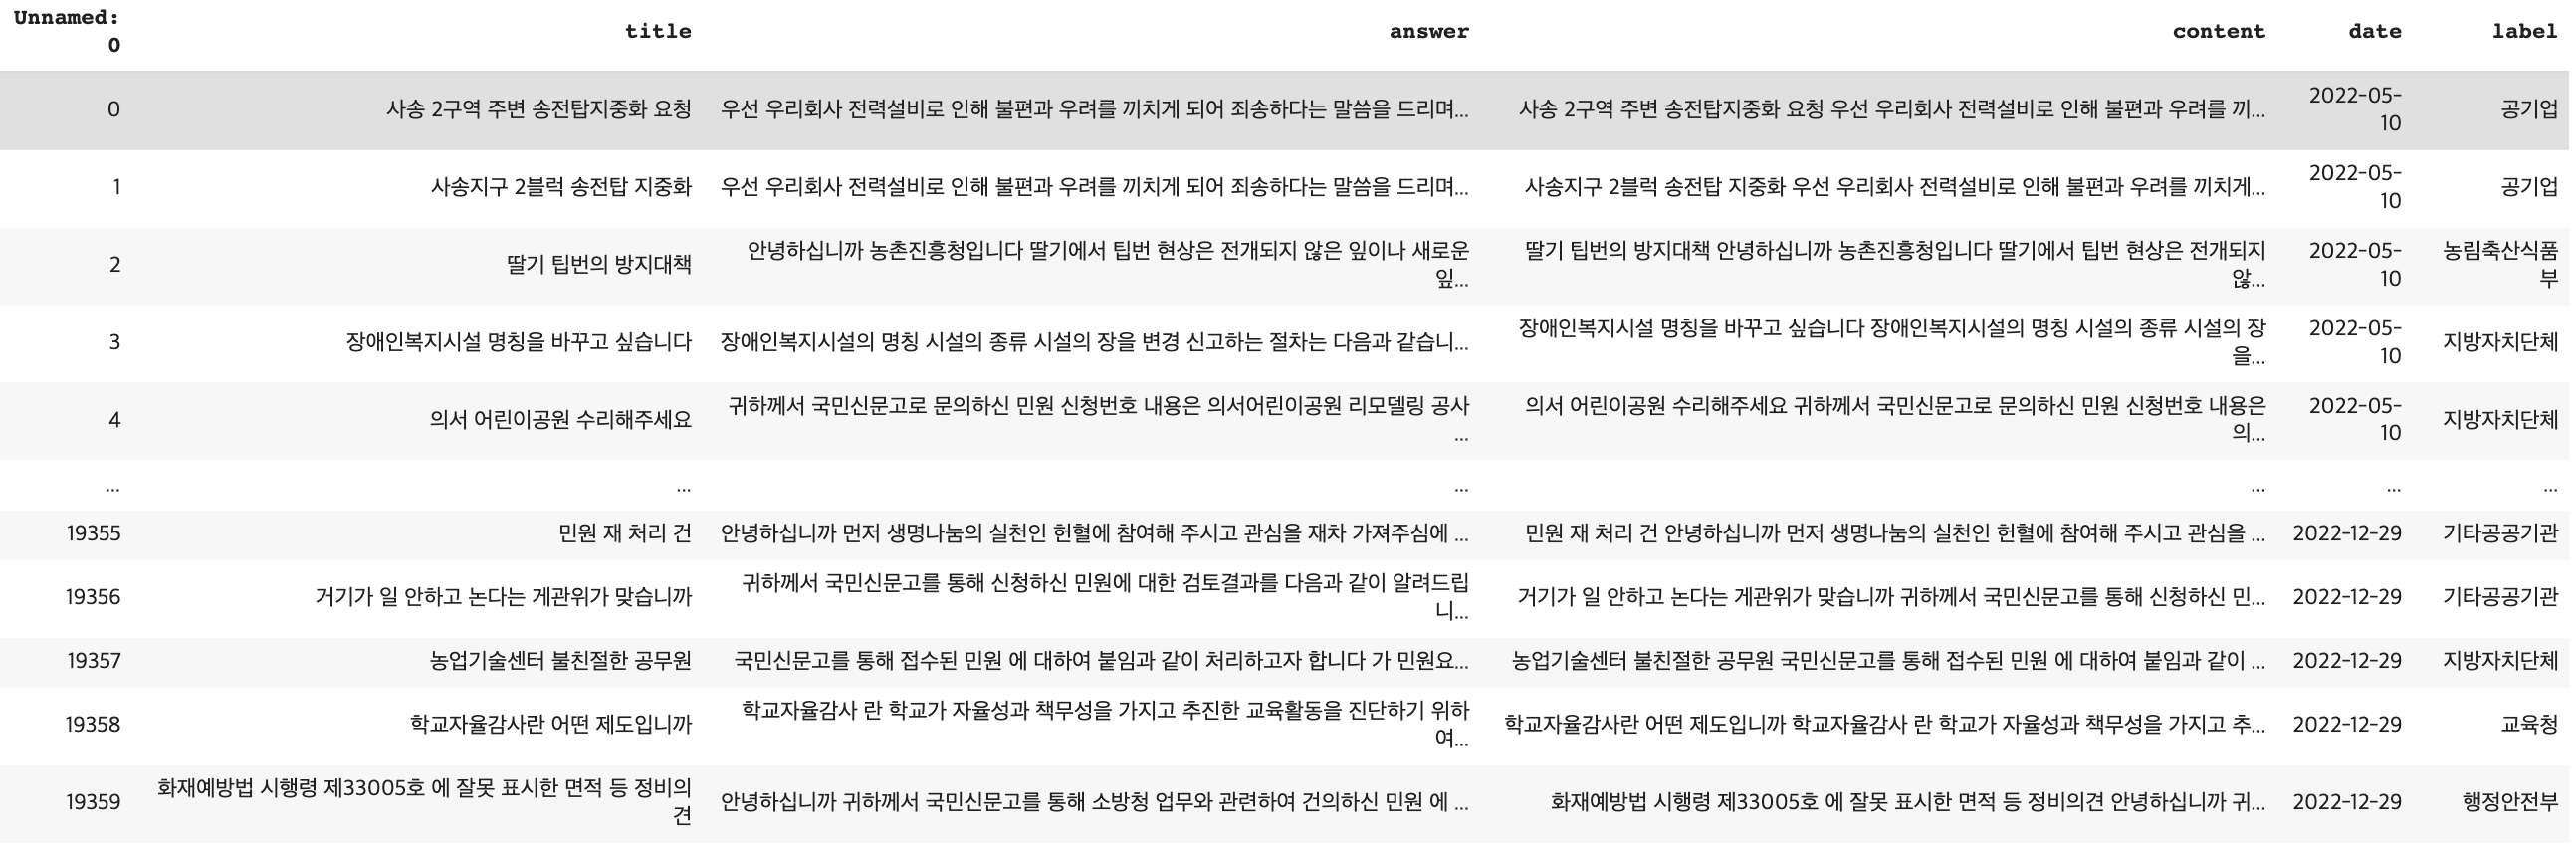 Unnamed: 0 title answer content date label
0 사송 2구역 주변 송전탑지중화 요청 우선 우리회사 전력설비로 인해 불편과 우려를 끼치게 되어 죄송하다는 말씀을 드리며... 사송 2구역 주변 송전탑지중화 요청 우선 우리회사 전력설비로 인해 불편과 우려를 끼... 2022-05-10 공기업
1 사송지구 2블럭 송전탑 지중화 우선 우리회사 전력설비로 인해 불편과 우려를 끼치게 되어 죄송하다는 말씀을 드리며... 사송지구 2블럭 송전탑 지중화 우선 우리회사 전력설비로 인해 불편과 우려를 끼치게... 2022-05-10 공기업
2 딸기 팁번의 방지대책 안녕하십니까 농촌진흥청입니다 딸기에서 팁번 현상은 전개되지 않은 잎이나 새로운 잎... 딸기 팁번의 방지대책 안녕하십니까 농촌진흥청입니다 딸기에서 팁번 현상은 전개되지 않... 2022-05-10 농림축산식품부
3 장애인복지시설 명칭을 바꾸고 싶습니다 장애인복지시설의 명칭 시설의 종류 시설의 장을 변경 신고하는 절차는 다음과 같습니... 장애인복지시설 명칭을 바꾸고 싶습니다 장애인복지시설의 명칭 시설의 종류 시설의 장을... 2022-05-10 지방자치단체
4 의서 어린이공원 수리해주세요 귀하께서 국민신문고로 문의하신 민원 신청번호 내용은 의서어린이공원 리모델링 공사 ... 의서 어린이공원 수리해주세요 귀하께서 국민신문고로 문의하신 민원 신청번호 내용은 의... 2022-05-10 지방자치단체
... ... ... ... ... ...
19355 민원 재 처리 건 안녕하십니까 먼저 생명나눔의 실천인 헌혈에 참여해 주시고 관심을 재차 가져주심에 ... 민원 재 처리 건 안녕하십니까 먼저 생명나눔의 실천인 헌혈에 참여해 주시고 관심을 ... 2022-12-29 기타공공기관
19356 거기가 일 안하고 논다는 게관위가 맞습니까 귀하께서 국민신문고를 통해 신청하신 민원에 대한 검토결과를 다음과 같이 알려드립니... 거기가 일 안하고 논다는 게관위가 맞습니까 귀하께서 국민신문고를 통해 신청하신 민... 2022-12-29 기타공공기관
19357 농업기술센터 불친절한 공무원 국민신문고를 통해 접수된 민원 에 대하여 붙임과 같이 처리하고자 합니다 가 민원요... 농업기술센터 불친절한 공무원 국민신문고를 통해 접수된 민원 에 대하여 붙임과 같이 ... 2022-12-29 지방자치단체
19358 학교자율감사란 어떤 제도입니까 학교자율감사 란 학교가 자율성과 책무성을 가지고 추진한 교육활동을 진단하기 위하여... 학교자율감사란 어떤 제도입니까 학교자율감사 란 학교가 자율성과 책무성을 가지고 추... 2022-12-29 교육청
19359 화재예방법 시행령 제33005호 에 잘못 표시한 면적 등 정비의견 안녕하십니까 귀하께서 국민신문고를 통해 소방청 업무와 관련하여 건의하신 민원 에 ... 화재예방법 시행령 제33005호 에 잘못 표시한 면적 등 정비의견 안녕하십니까 귀... 2022-12-29 행정안전부